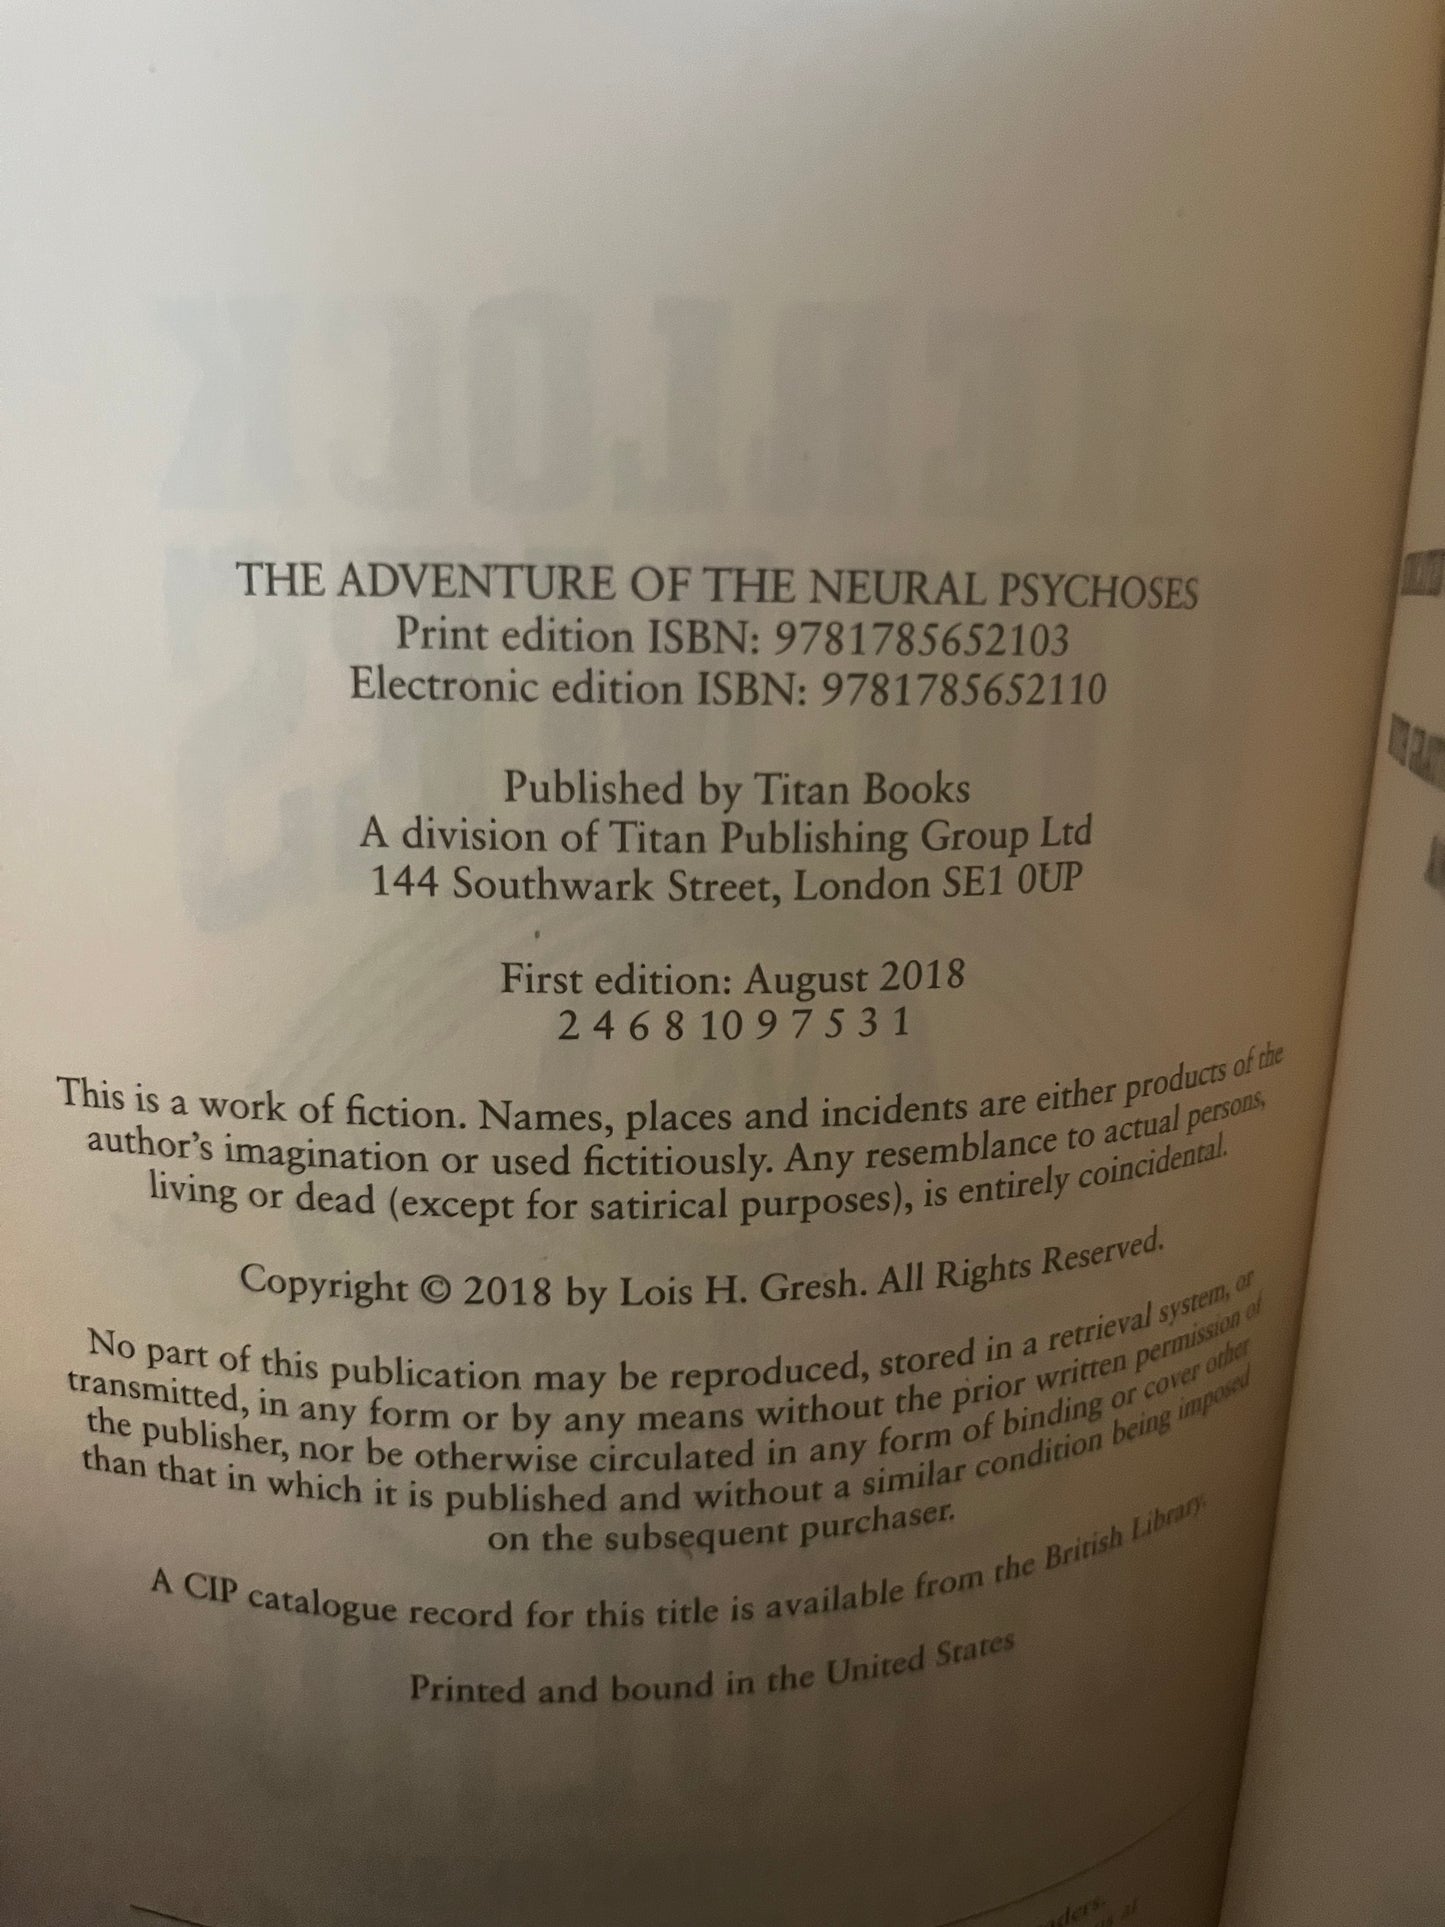 THE ADVENTURE OF THE NEURAL PSYCHOSES
Print edition ISBN: 9781785652103
Electronic edition ISBN: 9781785652110
Published by Titan Books
A division of Titan Publishing Group Ltd
144 Southwark Street, London SE1 0UP
First edition: August 2018
2 4 6 8 10 9 7 5 3 1
This is a work of fiction. Names, places and incidents are either products of the
author's imagination or used fictitiously. Any resemblance to actual persons,
living or dead (except for satirical purposes), is entirely coincidental.
Copyright © 2018 by Lois H. Gresh. All Rights Reserved.
No part of this publication may be reproduced, stored in a retrieval system, or
transmitted, in any form or by any means without the prior written permission of
the publisher, nor be otherwise circulated in any form of binding or cover other
than that in which it is published and without a similar condition being imposed
on the subsequent purchaser.
A CIP catalogue record for this title is available from the British Library.
Printed and bound in the United States